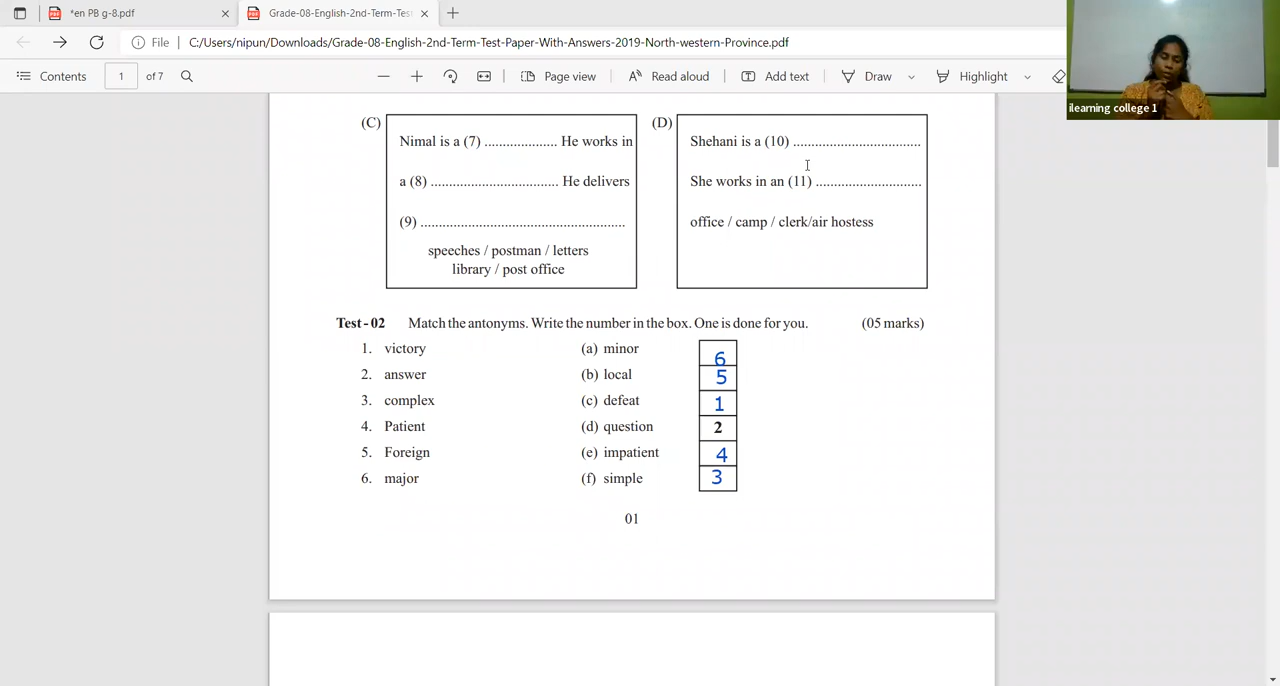 *en PB g-8.pdf
Grade-08-English-2nd-Term-Tes
File C:/Users/nipun/Downloads/Grade-08-English-2nd-Term-Test-Paper-With-Answers-2019-North-western-Province.pdf
Contents 1 of 7 Page view Read aloud Add text Draw Highlight
ilearning college 1
(C)
Nimal is a (7) ................... He works in
a (8) ................................. He delivers
(9) .....................................................
speeches / postman / letters
library / post office
(D)
Shehani is a (10) .................................
She works in an (11) ...........................
office / camp / clerk/air hostess
Test - 02 Match the antonyms. Write the number in the box. One is done for you. (05 marks)
1. victory (a) minor 6
2. answer (b) local 5
3. complex (c) defeat 1
4. Patient (d) question 2
5. Foreign (e) impatient 4
6. major (f) simple 3
01